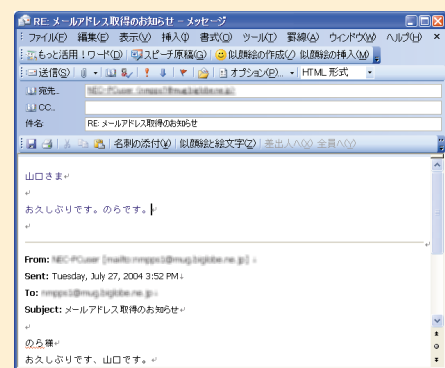 RE: メールアドレス取得のお知らせ - メッセージ
ファイル(F) 編集(E) 表示(V) 挿入(I) 書式(O) ツール(T) 罫線(A) ウィンドウ(W) ヘルプ(H)
もっと活用！ワード(D) スピーチ原稿(G) 似顔絵の作成(/) 似顔絵の挿入(M)
送信(S) オプション(P)... HTML 形式
宛先...
CC...
件名: RE: メールアドレス取得のお知らせ
名刺の添付(V) 似顔絵と絵文字(Z) 差出人へ(X) 全員へ(Y)
山口さま
お久しぶりです。のらです。
From:
Sent: Tuesday, July 27, 2004 3:52 PM
To:
Subject: メールアドレス取得のお知らせ
のら様
お久しぶりです、山口です。